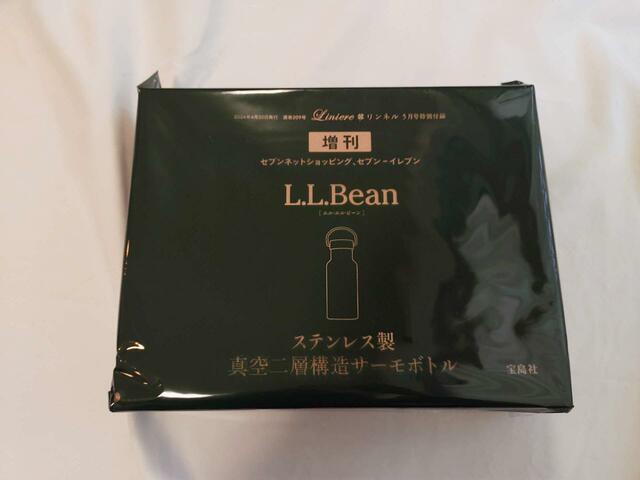 2024年4月20日発行 通巻209号 Liniere 𝓁 リンネル 5月号特別付録
増刊
セブンネットショッピング、セブン-イレブン
L.L.Bean
[エル・エル・ビーン]
ステンレス製
真空二層構造サーモボトル
宝島社